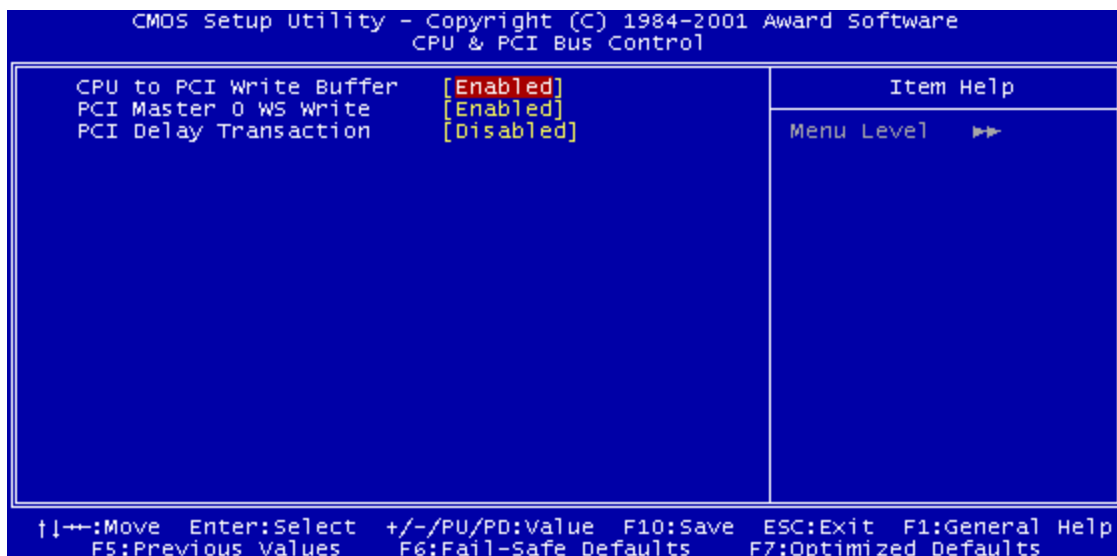 CMOS Setup Utility - Copyright (C) 1984-2001 Award Software
CPU & PCI Bus Control
CPU to PCI Write Buffer [Enabled]
PCI Master 0 WS Write [Enabled]
PCI Delay Transaction [Disabled]
Item Help
Menu Level ▶▶
↑↓→←:Move Enter:Select +/-/PU/PD:Value F10:Save ESC:Exit F1:General Help
F5:Previous Values F6:Fail-Safe Defaults F7:Optimized Defaults